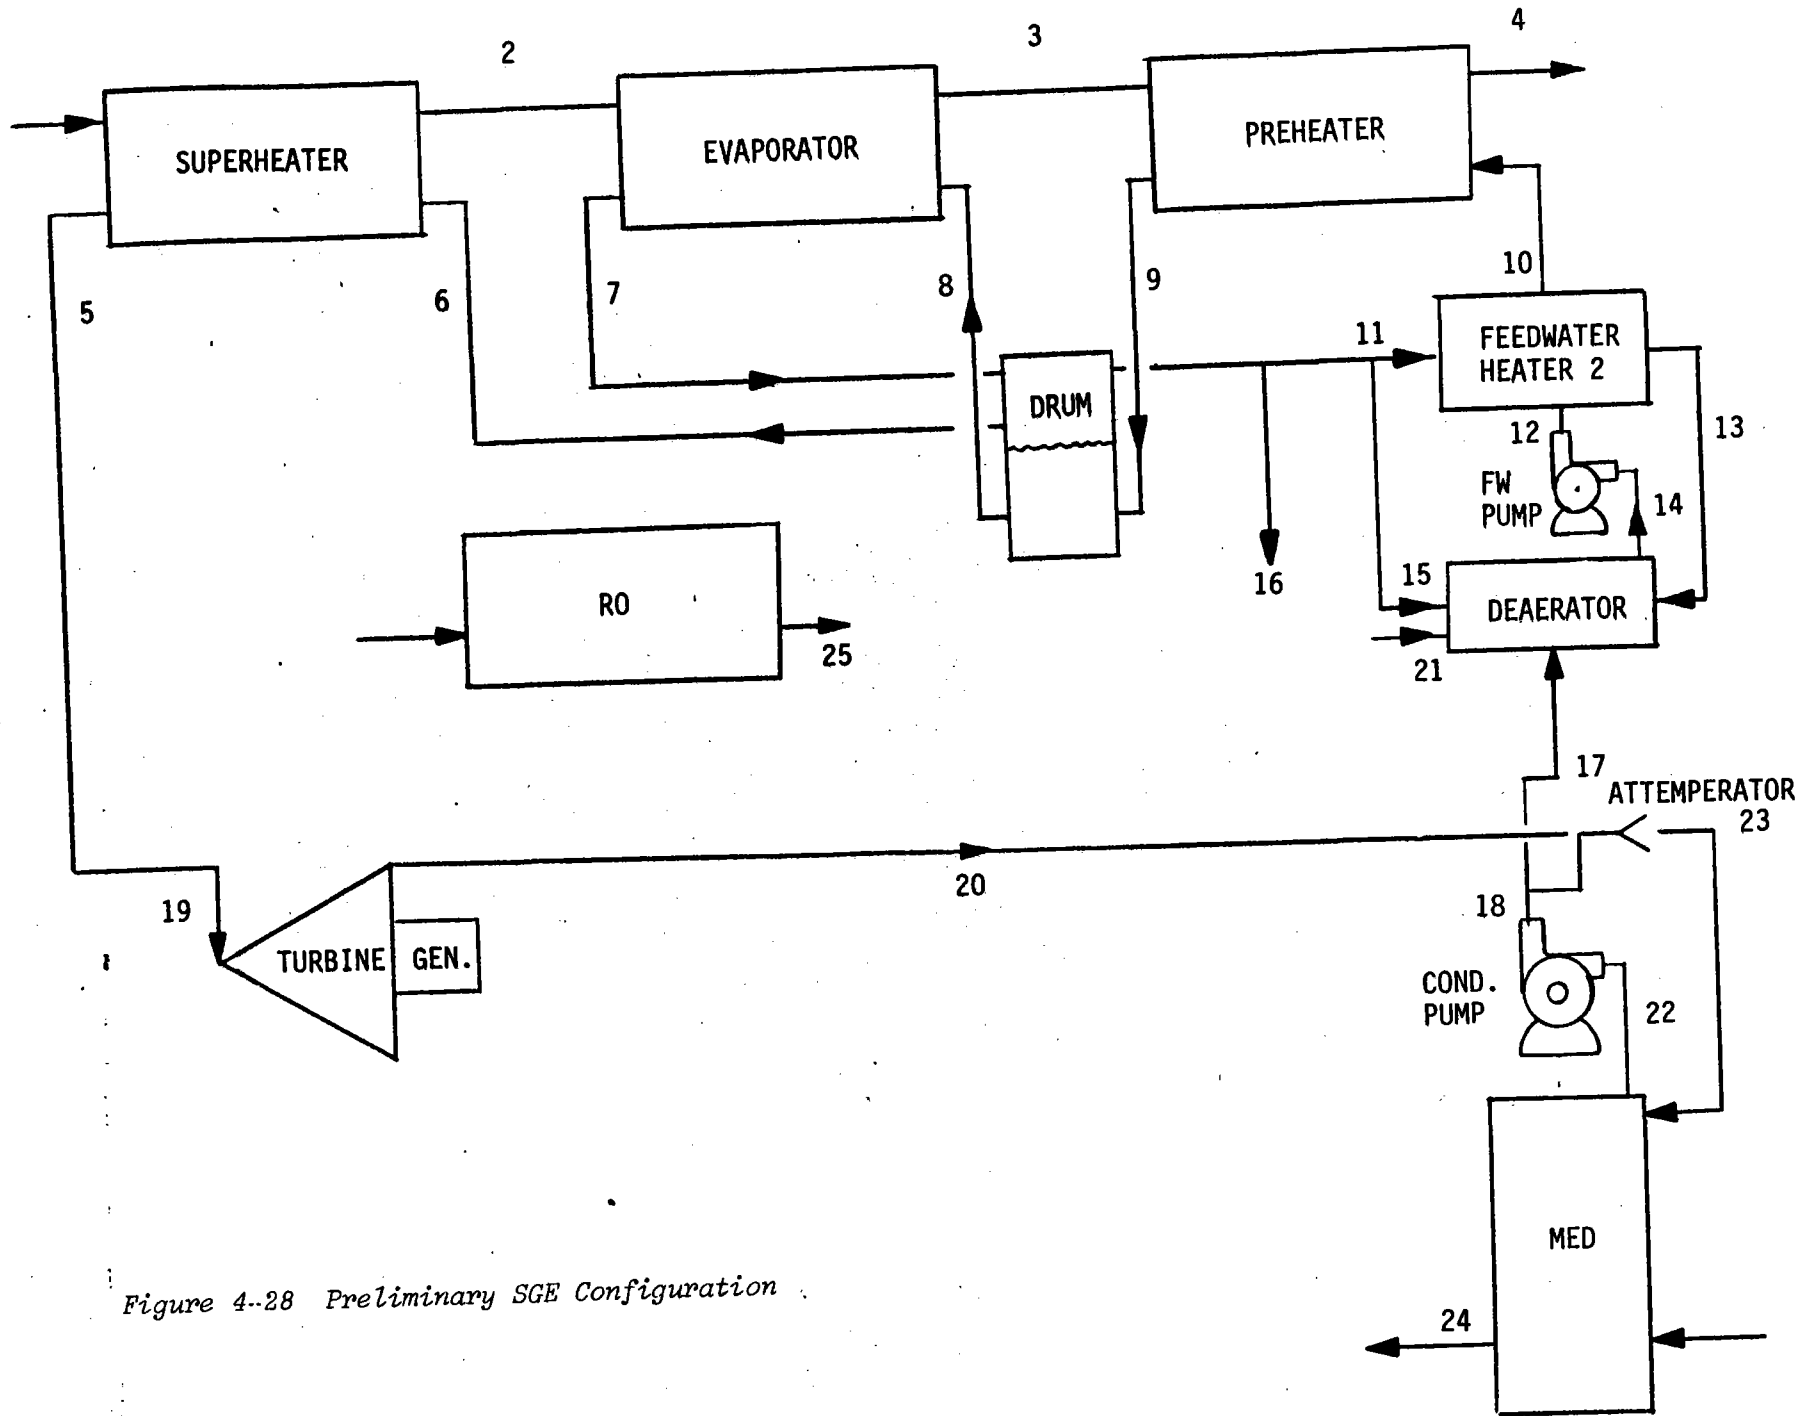 2
3
4
SUPERHEATER
EVAPORATOR
PREHEATER
5
6
7
8
9
10
11
FEEDWATER
HEATER 2
DRUM
12
13
FW
PUMP
14
15
16
DEAERATOR
21
RO
25
17
ATTEMPERATOR
23
20
19
18
TURBINE
GEN.
COND.
PUMP
22
MED
24
Figure 4-28 Preliminary SGE Configuration